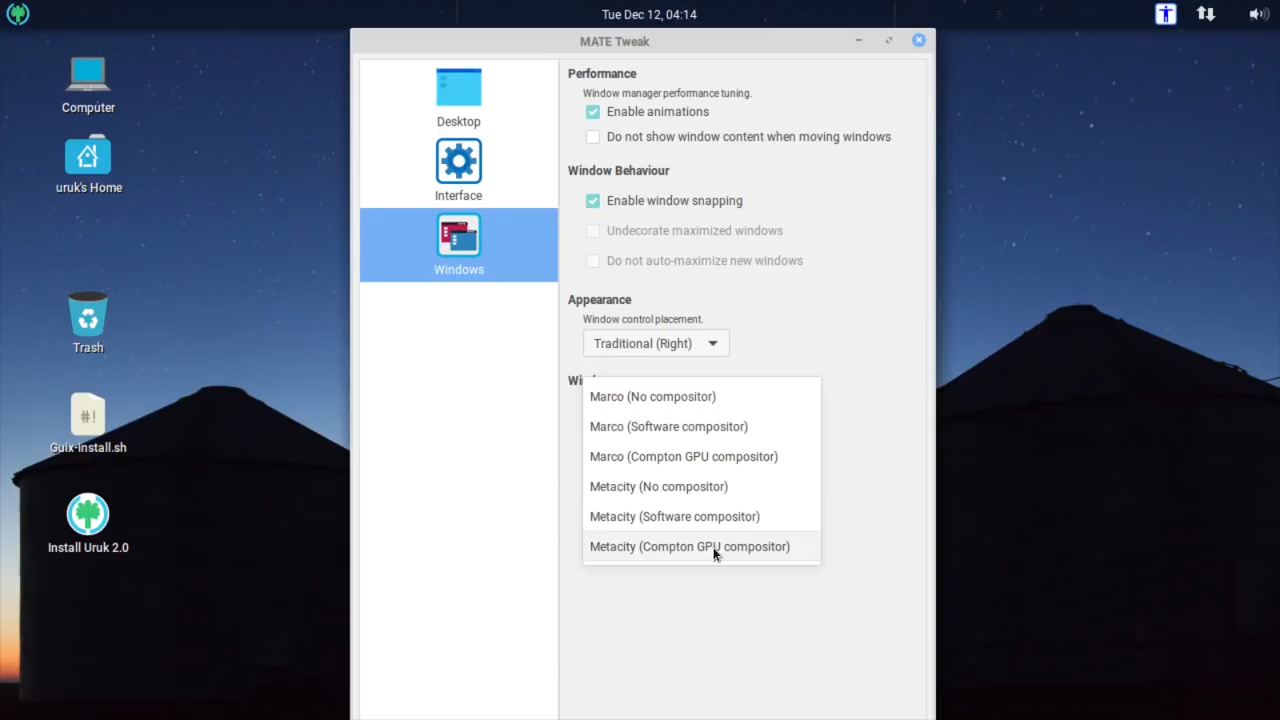 Tue Dec 12, 04:14
MATE Tweak
Computer
uruk's Home
Trash
#!
Guix-Install.sh
Install Uruk 2.0
Desktop
Interface
Windows
Performance
Window manager performance tuning.
Enable animations
Do not show window content when moving windows
Window Behaviour
Enable window snapping
Undecorate maximized windows
Do not auto-maximize new windows
Appearance
Window control placement.
Traditional (Right)
Marco (No compositor)
Marco (Software compositor)
Marco (Compton GPU compositor)
Metacity (No compositor)
Metacity (Software compositor)
Metacity (Compton GPU compositor)